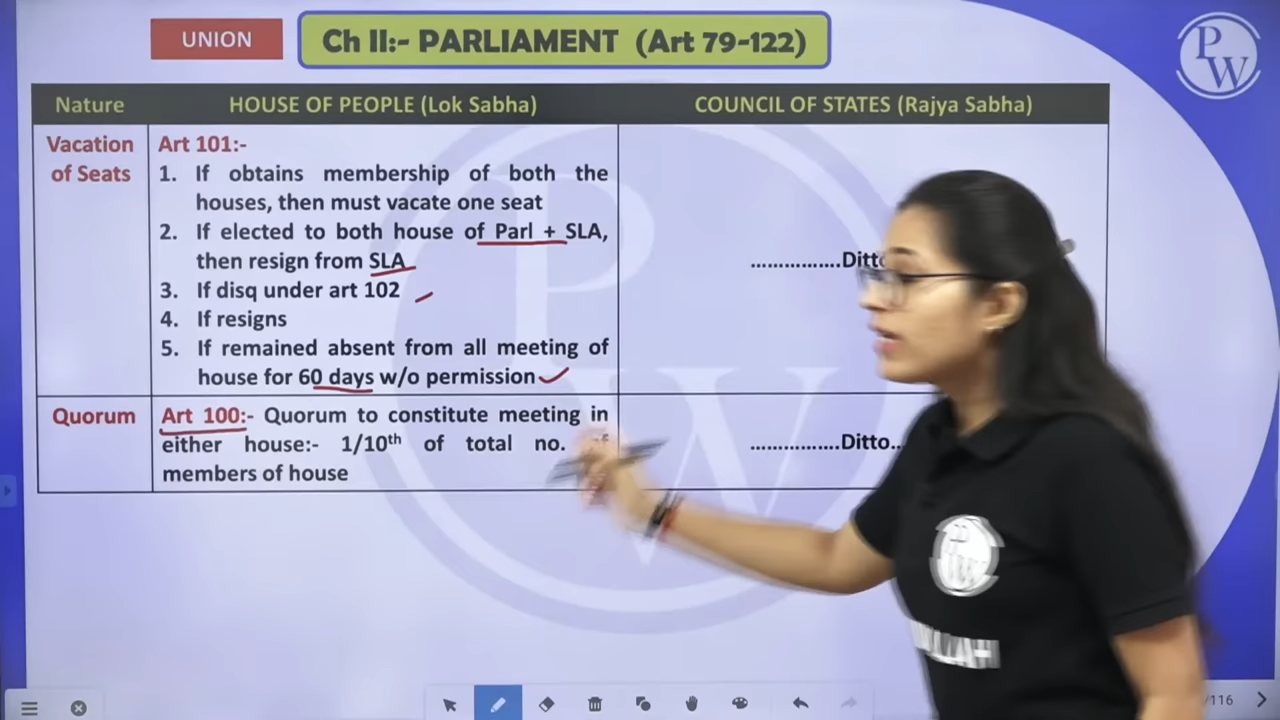 UNION
Ch II:- PARLIAMENT (Art 79-122)
PW
Nature
HOUSE OF PEOPLE (Lok Sabha)
COUNCIL OF STATES (Rajya Sabha)
Vacation
of Seats
Art 101:-
1. If obtains membership of both the
houses, then must vacate one seat
2. If elected to both house of Parl + SLA,
then resign from SLA
3. If disq under art 102
4. If resigns
5. If remained absent from all meeting of
house for 60 days w/o permission
...............Ditto
Quorum
Art 100:- Quorum to constitute meeting in
either house:- 1/10th of total no.
members of house
...............Ditto..
PW
/116